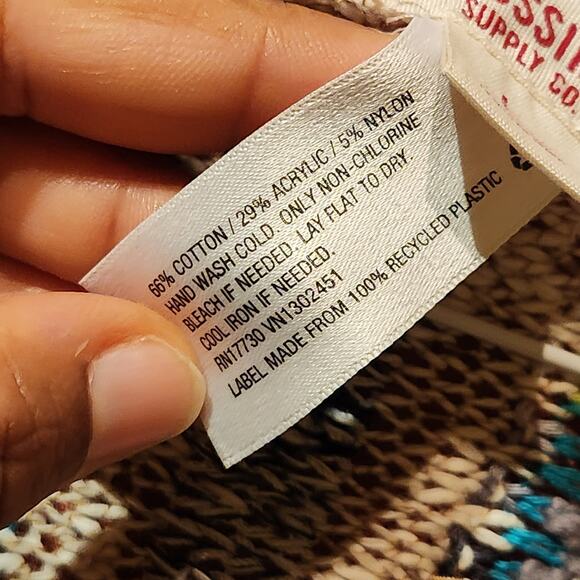 SUPPLY CO.
66% COTTON / 29% ACRYLIC / 5% NYLON
HAND WASH COLD. ONLY NON-CHLORINE
BLEACH IF NEEDED. LAY FLAT TO DRY.
COOL IRON IF NEEDED.
RN17730 VN1302451
LABEL MADE FROM 100% RECYCLED PLASTIC